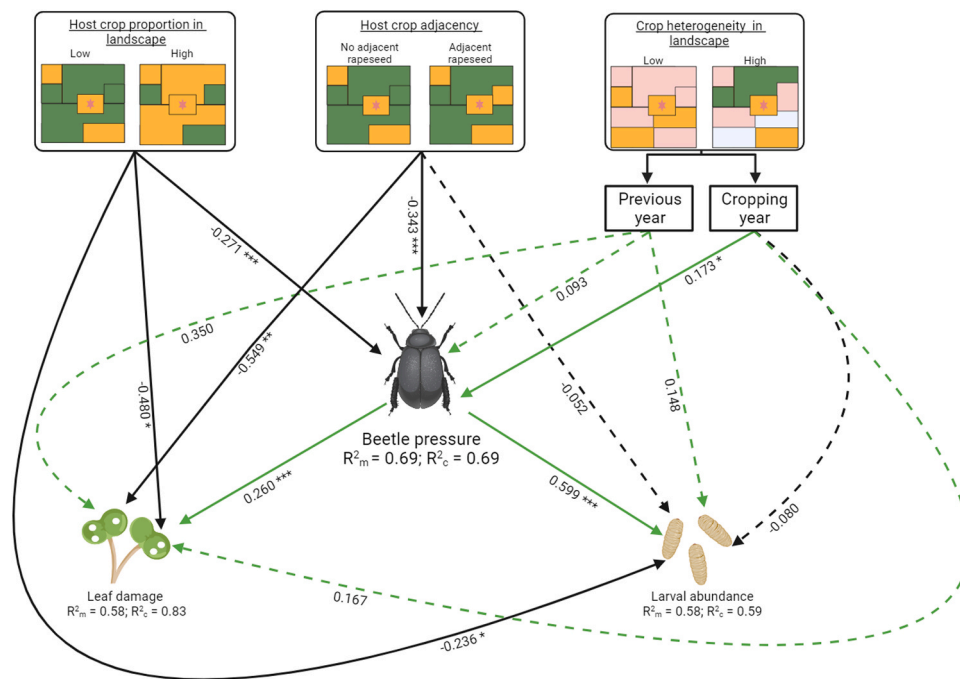 Host crop proportion in
landscape
Low
High
Host crop adjacency
No adjacent
rapeseed
Adjacent
rapeseed
Crop heterogeneity in
landscape
Low
High
Previous
year
Cropping
year
-0.271 ***
-0.343 ***
0.093
0.173 *
0.350
-0.549 **
-0.480 *
-0.052
0.148
Beetle pressure
R²m = 0.69; R²c = 0.69
0.260 ***
0.599 ***
-0.080
Leaf damage
R²m = 0.58; R²c = 0.83
0.167
Larval abundance
R²m = 0.58; R²c = 0.59
-0.236 *